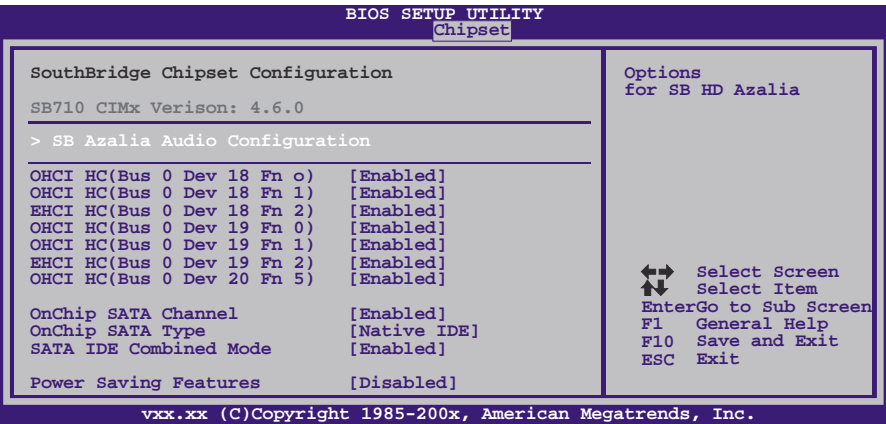 BIOS SETUP UTILITY
Chipset
SouthBridge Chipset Configuration
SB710 CIMx Verison: 4.6.0
> SB Azalia Audio Configuration
OHCI HC(Bus 0 Dev 18 Fn o) [Enabled]
OHCI HC(Bus 0 Dev 18 Fn 1) [Enabled]
EHCI HC(Bus 0 Dev 18 Fn 2) [Enabled]
OHCI HC(Bus 0 Dev 19 Fn 0) [Enabled]
OHCI HC(Bus 0 Dev 19 Fn 1) [Enabled]
EHCI HC(Bus 0 Dev 19 Fn 2) [Enabled]
OHCI HC(Bus 0 Dev 20 Fn 5) [Enabled]
OnChip SATA Channel [Enabled]
OnChip SATA Type [Native IDE]
SATA IDE Combined Mode [Enabled]
Power Saving Features [Disabled]
Options
for SB HD Azalia
Select Screen
Select Item
EnterGo to Sub Screen
F1 General Help
F10 Save and Exit
ESC Exit
vxx.xx (C)Copyright 1985-200x, American Megatrends, Inc.